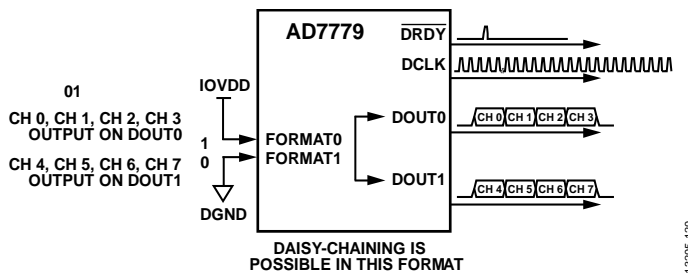 AD7779
DRDY
DCLK
01
IOVDD
CH 0, CH 1, CH 2, CH 3
OUTPUT ON DOUT0
1
FORMAT0
DOUT0
CH 0 CH 1 CH 2 CH 3
CH 4, CH 5, CH 6, CH 7
OUTPUT ON DOUT1
0
FORMAT1
DOUT1
CH 4 CH 5 CH 6 CH 7
DGND
DAISY-CHAINING IS
POSSIBLE IN THIS FORMAT